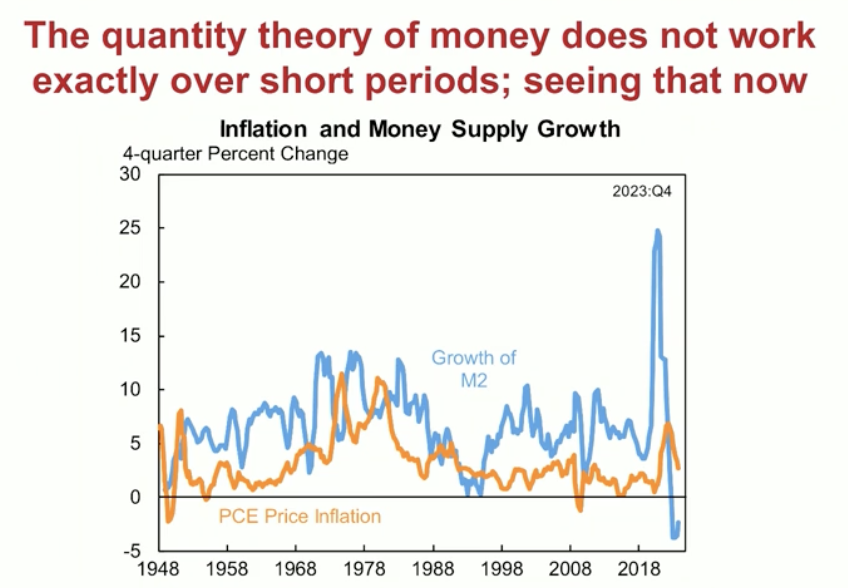 The quantity theory of money does not work
exactly over short periods; seeing that now
Inflation and Money Supply Growth
4-quarter Percent Change
30
2023:Q4
25
20
15
Growth of
M2
10
5
0
PCE Price Inflation
-5
1948 1958 1968 1978 1988 1998 2008 2018